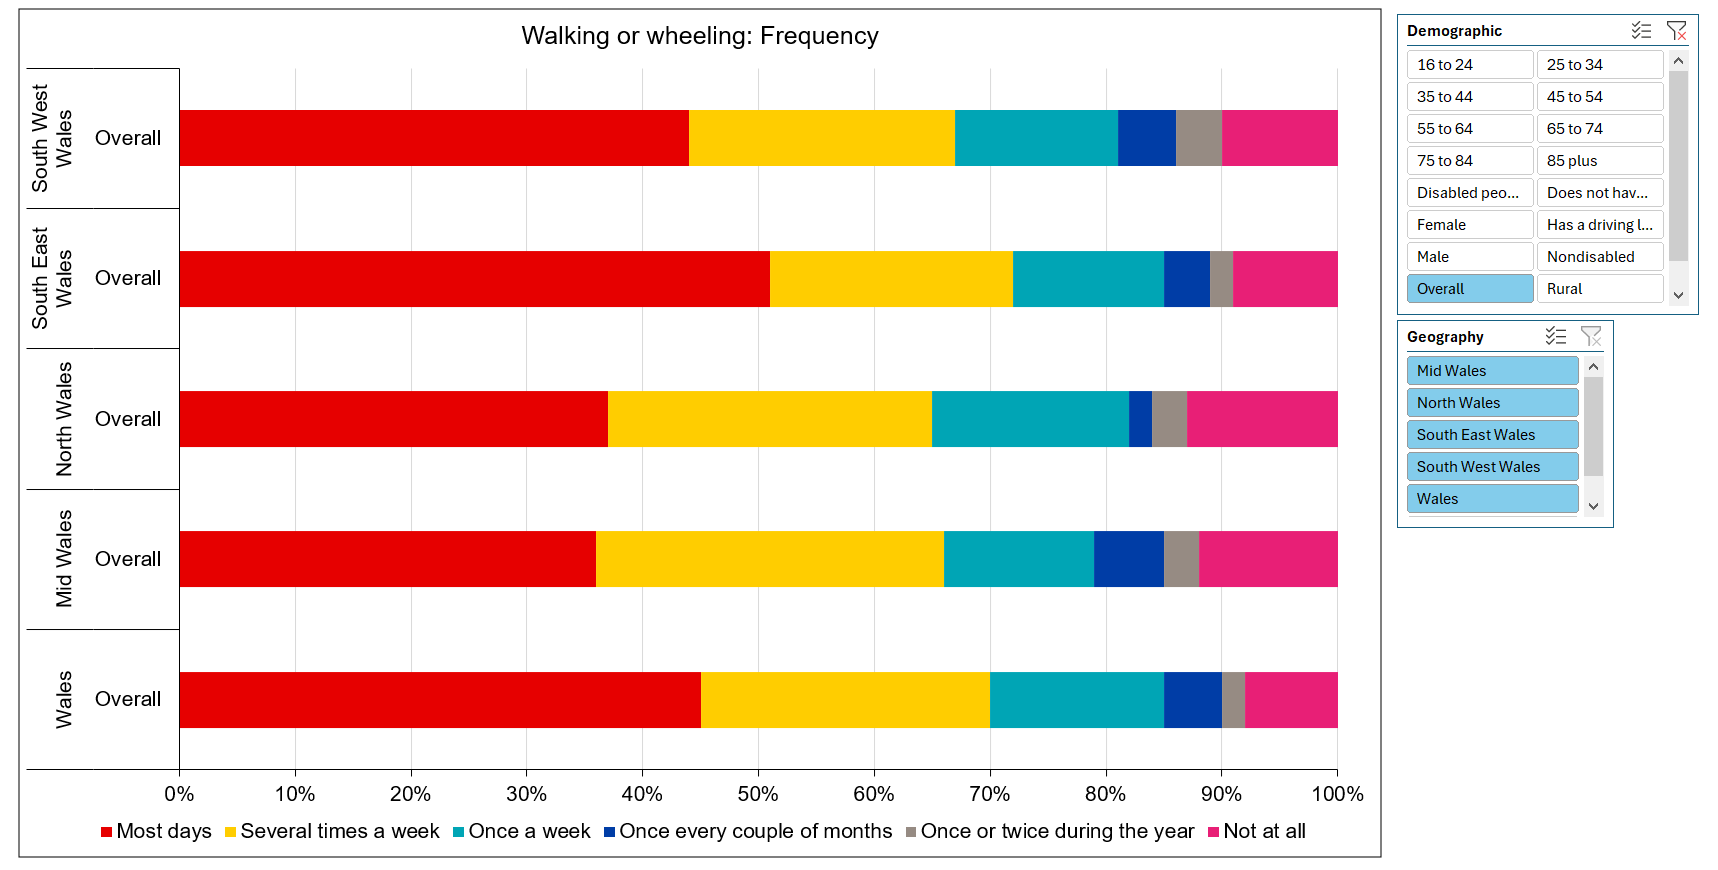 Walking or wheeling: Frequency
South West
Wales
Overall
South East
Wales
Overall
North Wales
Overall
Mid Wales
Overall
Wales
Overall
0% 10% 20% 30% 40% 50% 60% 70% 80% 90% 100%
Most days Several times a week Once a week Once every couple of months Once or twice during the year Not at all
Demographic
16 to 24 25 to 34
35 to 44 45 to 54
55 to 64 65 to 74
75 to 84 85 plus
Disabled peo... Does not hav...
Female Has a driving l...
Male Nondisabled
Overall Rural
Geography
Mid Wales
North Wales
South East Wales
South West Wales
Wales